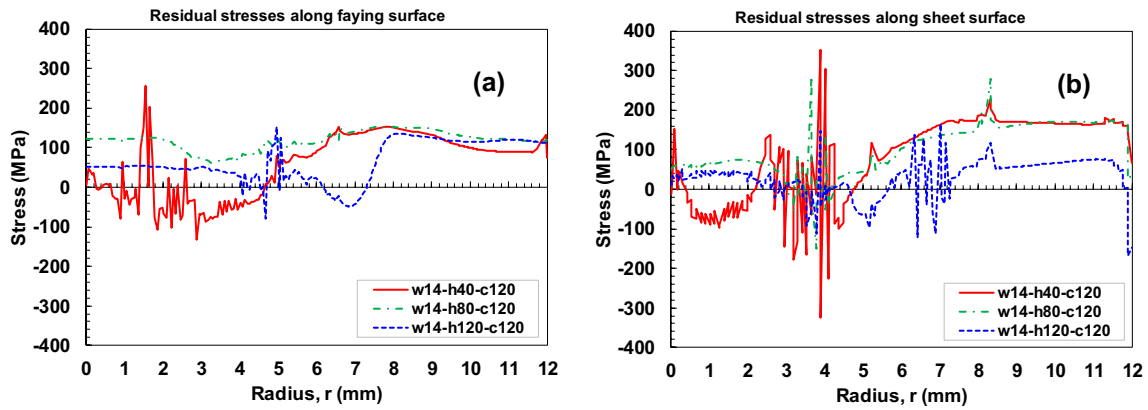 Residual stresses along faying surface
400
300
200
100
0
-100
-200
-300
-400
Stress (MPa)
(a)
w14-h40-c120
w14-h80-c120
w14-h120-c120
0 1 2 3 4 5 6 7 8 9 10 11 12
Radius, r (mm)
Residual stresses along sheet surface
400
300
200
100
0
-100
-200
-300
-400
Stress (MPa)
(b)
w14-h40-c120
w14-h80-c120
w14-h120-c120
0 1 2 3 4 5 6 7 8 9 10 11 12
Radius, r (mm)